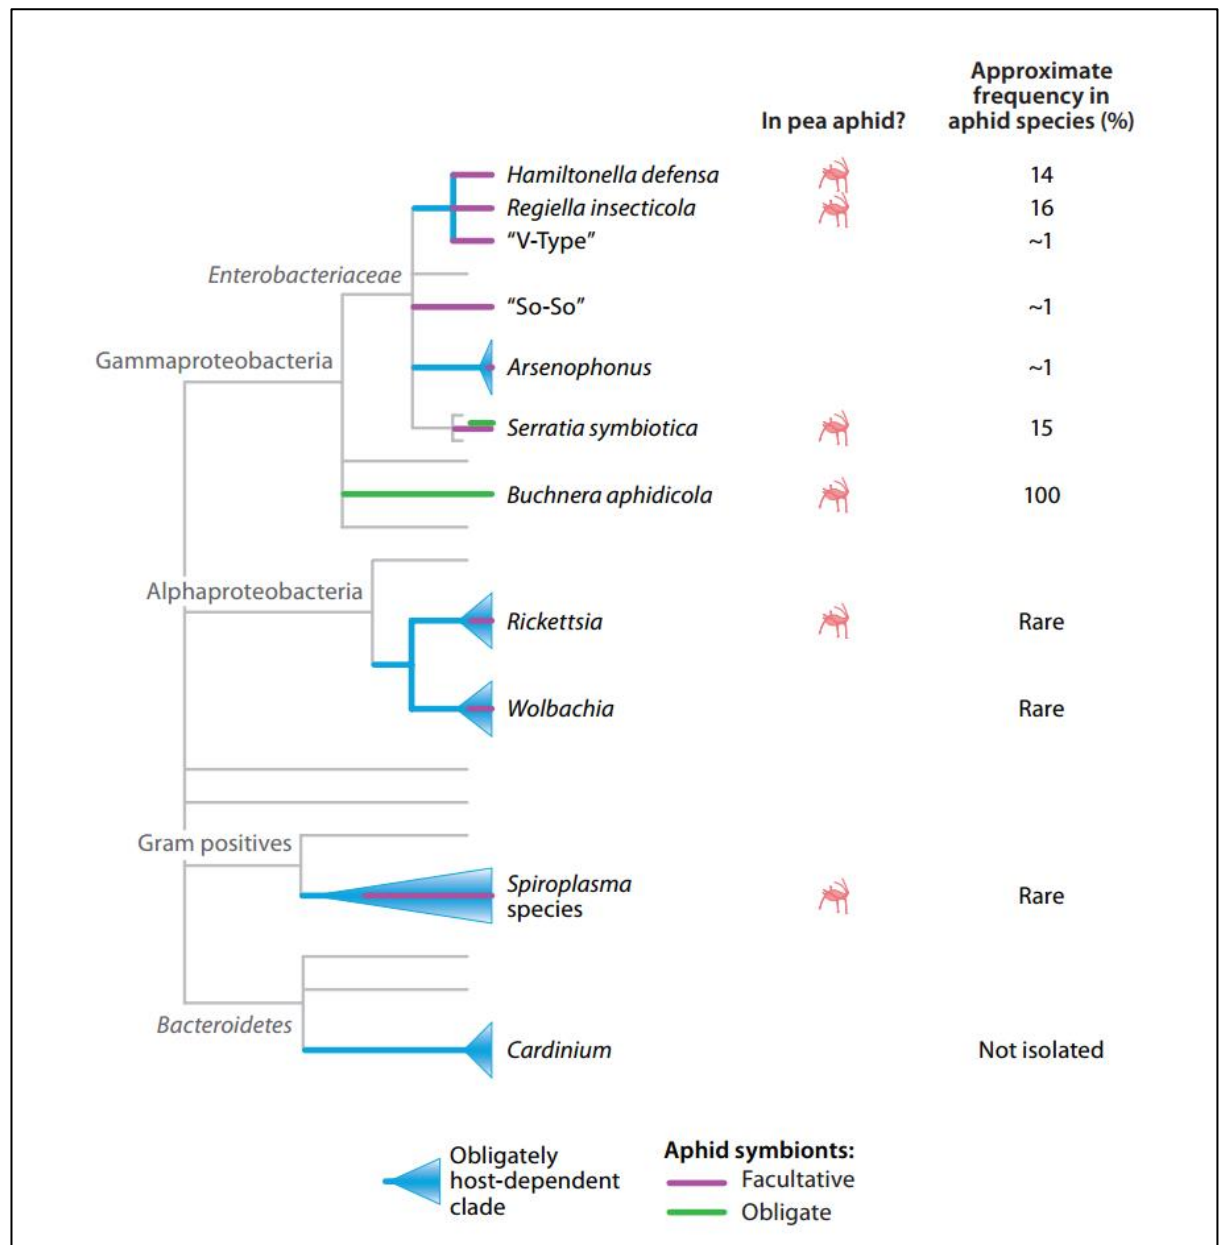 Approximate
frequency in
aphid species (%)
In pea aphid?
Hamiltonella defensa
14
Regiella insecticola
16
“V-Type”
~1
Enterobacteriaceae
“So-So”
~1
Gammaproteobacteria
Arsenophonus
~1
Serratia symbiotica
15
Buchnera aphidicola
100
Alphaproteobacteria
Rickettsia
Rare
Wolbachia
Rare
Gram positives
Spiroplasma
species
Rare
Bacteroidetes
Cardinium
Not isolated
Obligately
host-dependent
clade
Aphid symbionts:
Facultative
Obligate